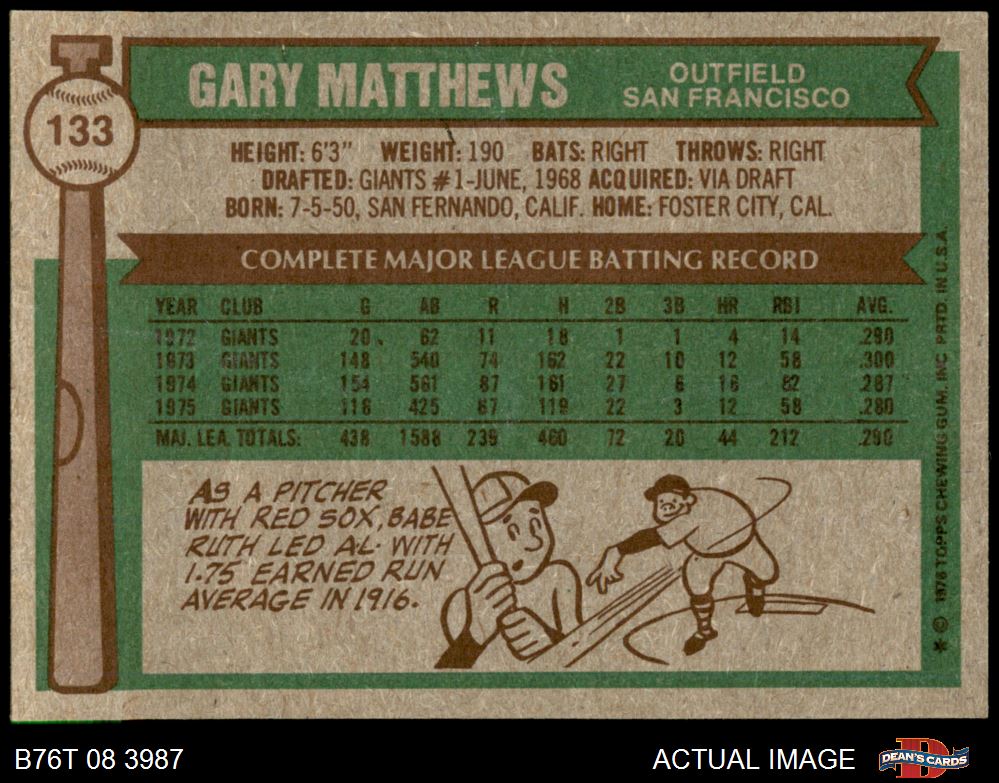 133
GARY MATTHEWS
OUTFIELD
SAN FRANCISCO
HEIGHT: 6'3" WEIGHT: 190 BATS: RIGHT THROWS: RIGHT
DRAFTED: GIANTS #1-JUNE, 1968 ACQUIRED: VIA DRAFT
BORN: 7-5-50, SAN FERNANDO, CALIF. HOME: FOSTER CITY, CAL.
COMPLETE MAJOR LEAGUE BATTING RECORD
YEAR CLUB G AB R H 2B 3B HR RBI AVG.
1972 GIANTS 20 62 11 18 1 1 4 14 .290
1973 GIANTS 148 540 74 162 22 10 12 58 .300
1974 GIANTS 154 561 87 161 27 6 16 82 .287
1975 GIANTS 116 425 67 119 22 3 12 58 .280
MAJ. LEA. TOTALS: 438 1588 239 460 72 20 44 212 .290
AS A PITCHER
WITH RED SOX, BABE
RUTH LED A.L. WITH
1.75 EARNED RUN
AVERAGE IN 1916.
* © 1976 TOPPS CHEWING GUM, INC PRTD. IN U.S.A.
B76T 08 3987
ACTUAL IMAGE
DEAN'S CARDS